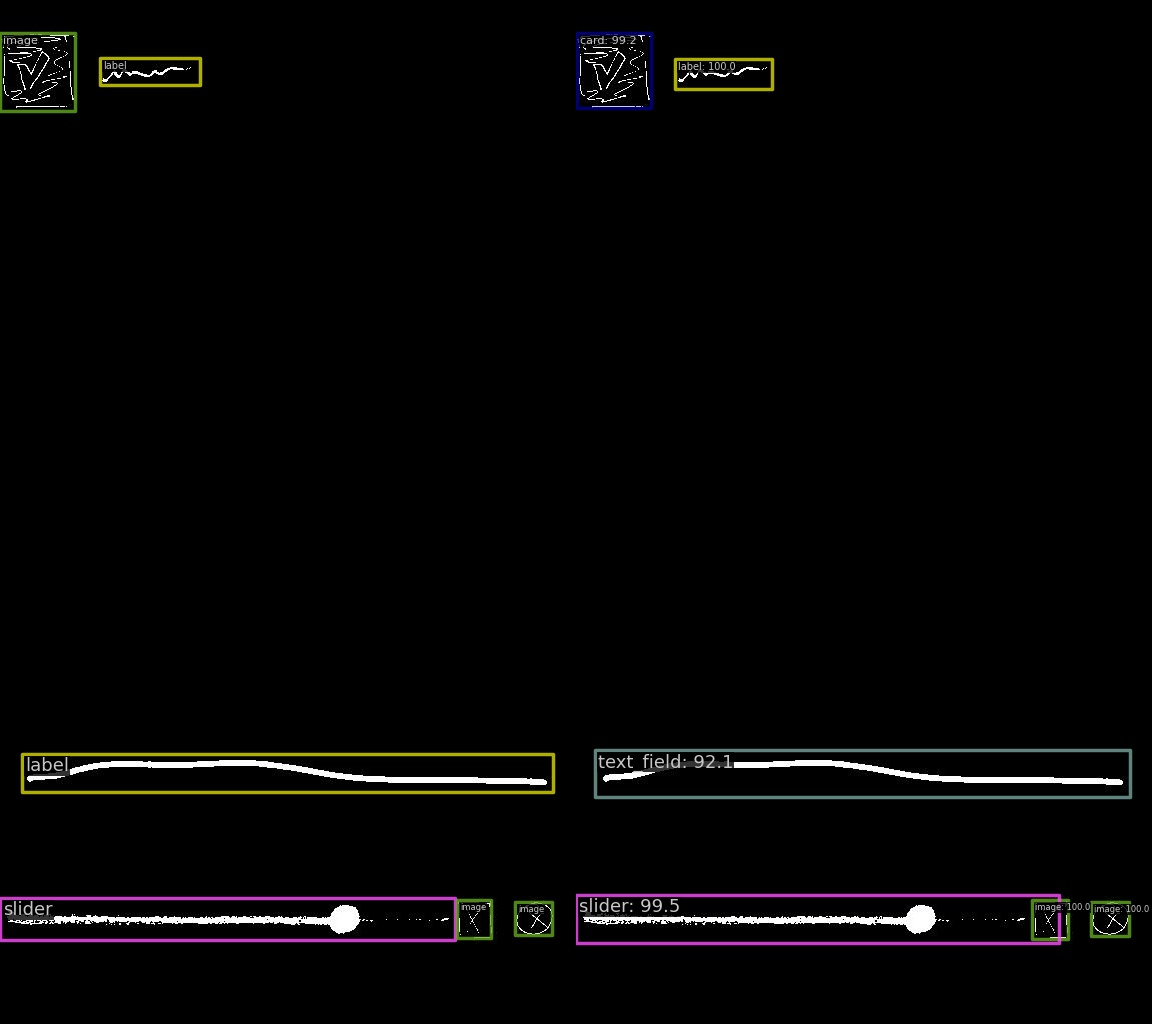 image
card: 99.2
label
label: 100.0
label
text_field: 92.1
slider
image
image
slider: 99.5
image: 100.0
image: 100.0